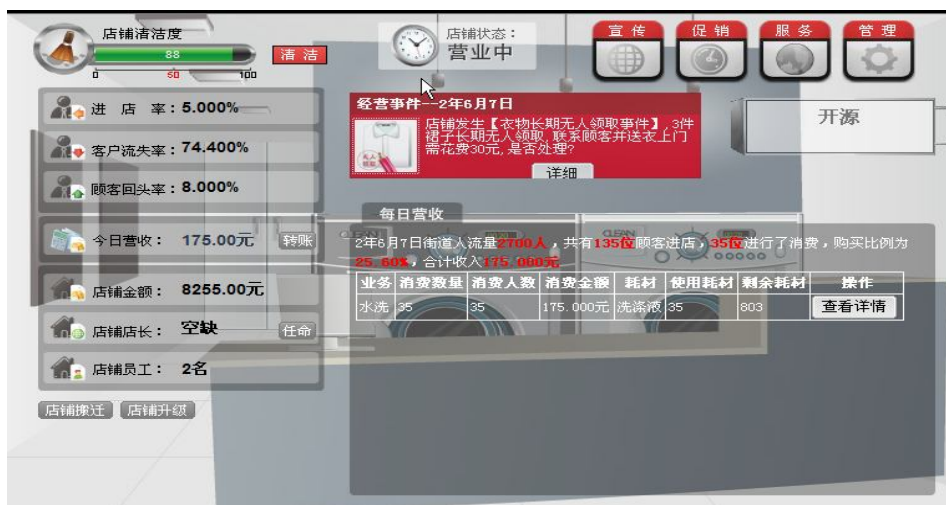 店铺清洁度
88
清洁
0 60 100
店铺状态：
营业中
宣传
促销
服务
管理
进店率：5.000%
客户流失率：74.400%
顾客回头率：8.000%
今日营收：175.00元
转账
店铺金额：8255.00元
店铺店长：空缺
任命
店铺员工：2名
店铺搬迁
店铺升级
经营事件--2年6月7日
店铺发生【衣物长期无人领取事件】 3件
裙子长期无人领取,联系顾客并送衣上门
需花费30元,是否处理?
详细
开源
每日营收
2年6月7日街道人流量2700人，共有135位顾客进店，35位进行了消费，购买比例为
25.60%，合计收入175.000元
业务 消费数量 消费人数 消费金额 耗材 使用耗材 剩余耗材 操作
水洗 35 35 175.000元 洗涤液 35 803 查看详情